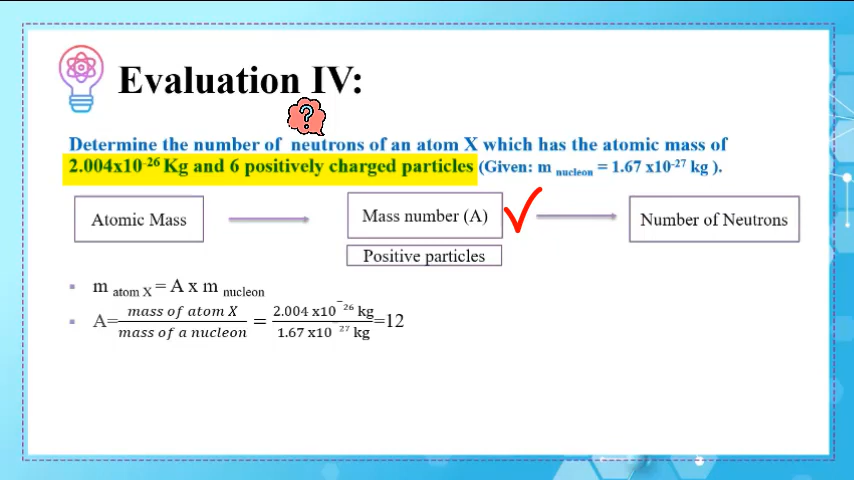 Evaluation IV:
?
Determine the number of neutrons of an atom X which has the atomic mass of
2.004x10⁻²⁶ Kg and 6 positively charged particles (Given: m nucleon = 1.67 x10⁻²⁷ kg ).
Atomic Mass
Mass number (A)
Number of Neutrons
Positive particles
▪ m atom X = A x m nucleon
▪ A= mass of atom X / mass of a nucleon = 2.004 x10⁻²⁶ kg / 1.67 x10⁻²⁷ kg =12